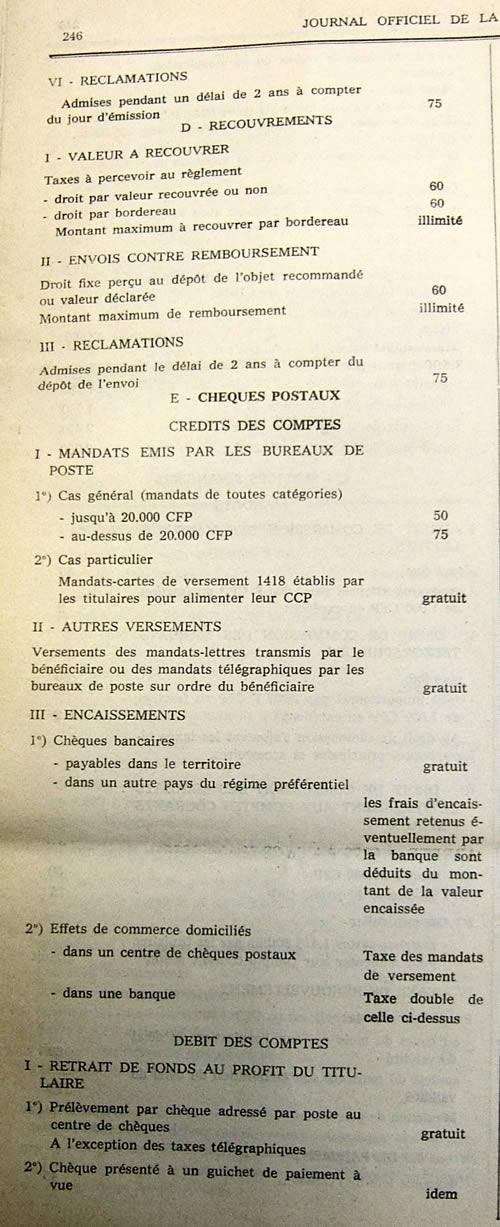 246
JOURNAL OFFICIEL DE LA
VI - RECLAMATIONS
Admises pendant un délai de 2 ans à compter
du jour d'émission 75
D - RECOUVREMENTS
I - VALEUR A RECOUVRER
Taxes à percevoir au règlement
- droit par valeur recouvrée ou non 60
- droit par bordereau 60
Montant maximum à recouvrer par bordereau illimité
II - ENVOIS CONTRE REMBOURSEMENT
Droit fixe perçu au dépôt de l'objet recommandé
ou valeur déclarée 60
Montant maximum de remboursement illimité
III - RECLAMATIONS
Admises pendant le délai de 2 ans à compter du
dépôt de l'envoi 75
E - CHEQUES POSTAUX
CREDITS DES COMPTES
I - MANDATS EMIS PAR LES BUREAUX DE
POSTE
1°) Cas général (mandats de toutes catégories)
- jusqu'à 20.000 CFP 50
- au-dessus de 20.000 CFP 75
2°) Cas particulier
Mandats-cartes de versement 1418 établis par
les titulaires pour alimenter leur CCP gratuit
II - AUTRES VERSEMENTS
Versements des mandats-lettres transmis par le
bénéficiaire ou des mandats télégraphiques par les
bureaux de poste sur ordre du bénéficiaire gratuit
III - ENCAISSEMENTS
1°) Chèques bancaires
- payables dans le territoire gratuit
- dans un autre pays du régime préférentiel
les frais d'encais-
sement retenus é-
ventuellement par
la banque sont
déduits du mon-
tant de la valeur
encaissée
2°) Effets de commerce domiciliés
- dans un centre de chèques postaux Taxe des mandats
de versement
- dans une banque Taxe double de
celle ci-dessus
DEBIT DES COMPTES
I - RETRAIT DE FONDS AU PROFIT DU TITU-
LAIRE
1°) Prélèvement par chèque adressé par poste au
centre de chèques gratuit
A l'exception des taxes télégraphiques
2°) Chèque présenté à un guichet de paiement à
vue idem